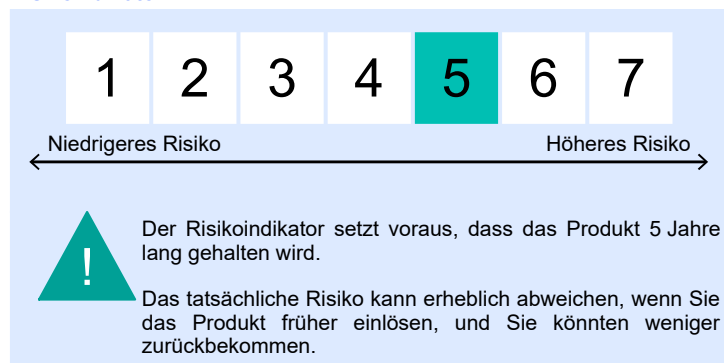 1 2 3 4 5 6 7
Niedrigeres Risiko Höheres Risiko
!
Der Risikoindikator setzt voraus, dass das Produkt 5 Jahre
lang gehalten wird.
Das tatsächliche Risiko kann erheblich abweichen, wenn Sie
das Produkt früher einlösen, und Sie könnten weniger
zurückbekommen.